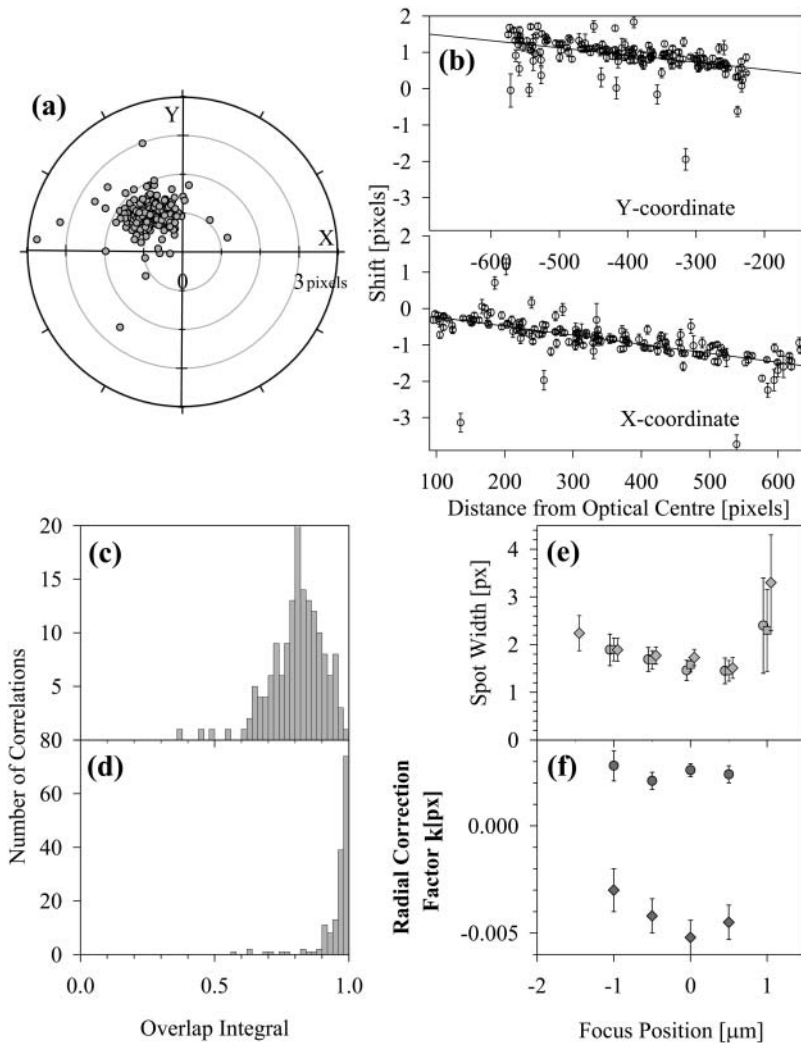 (a)
Y
X
0
3 pixels
(b)
2
1
0
-1
-2
-3
Y-coordinate
-600
-500
-400
-300
-200
Shift [pixels]
1
0
-1
-2
-3
X-coordinate
100
200
300
400
500
600
Distance from Optical Centre [pixels]
(c)
20
15
10
5
80
Number of Correlations
(d)
60
40
20
0
0.0
0.5
1.0
Overlap Integral
(e)
4
3
2
1
0
Spot Width [px]
(f)
0.000
-0.005
Radial Correction
Factor k[px]
-2
-1
0
1
Focus Position [µm]